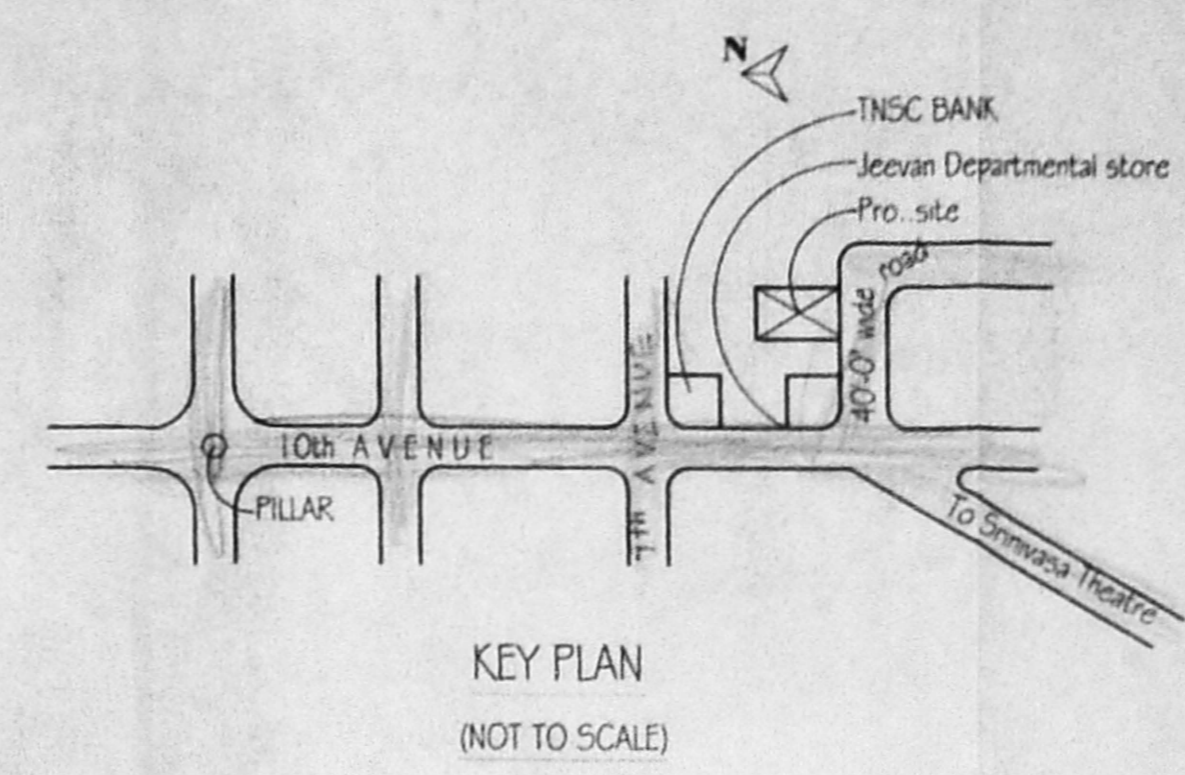 N
TNSC BANK
Jeevan Departmental store
Pro..site
40'-0" wide road
7TH AVENUE
10th AVENUE
PILLAR
To Srinivasa Theatre
KEY PLAN
(NOT TO SCALE)